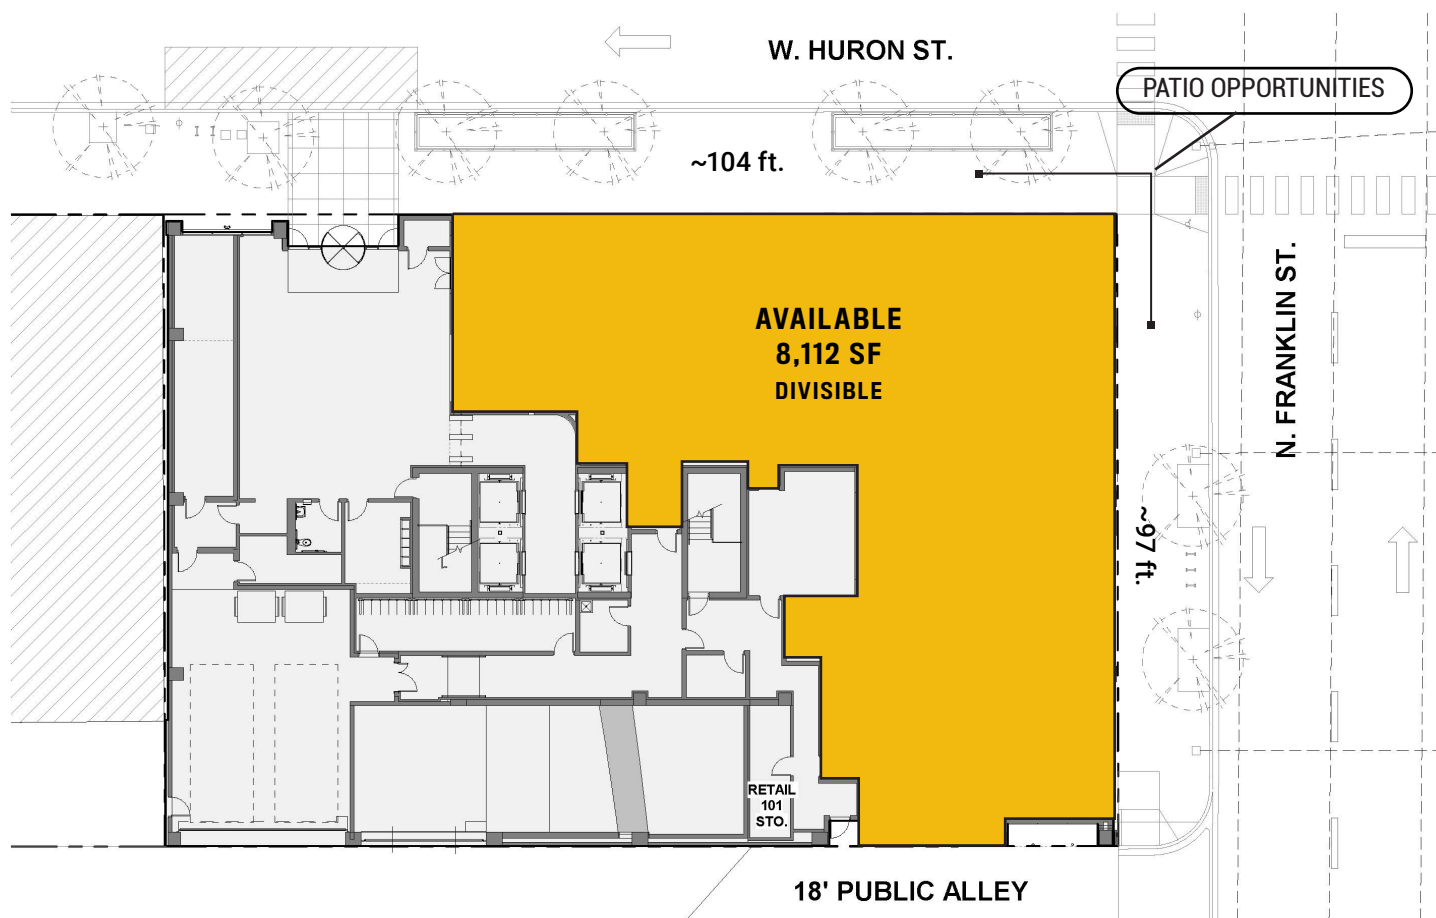 W. HURON ST.
PATIO OPPORTUNITIES
~104 ft.
AVAILABLE
8,112 SF
DIVISIBLE
N. FRANKLIN ST.
~97 ft.
RETAIL
101
STO.
18' PUBLIC ALLEY